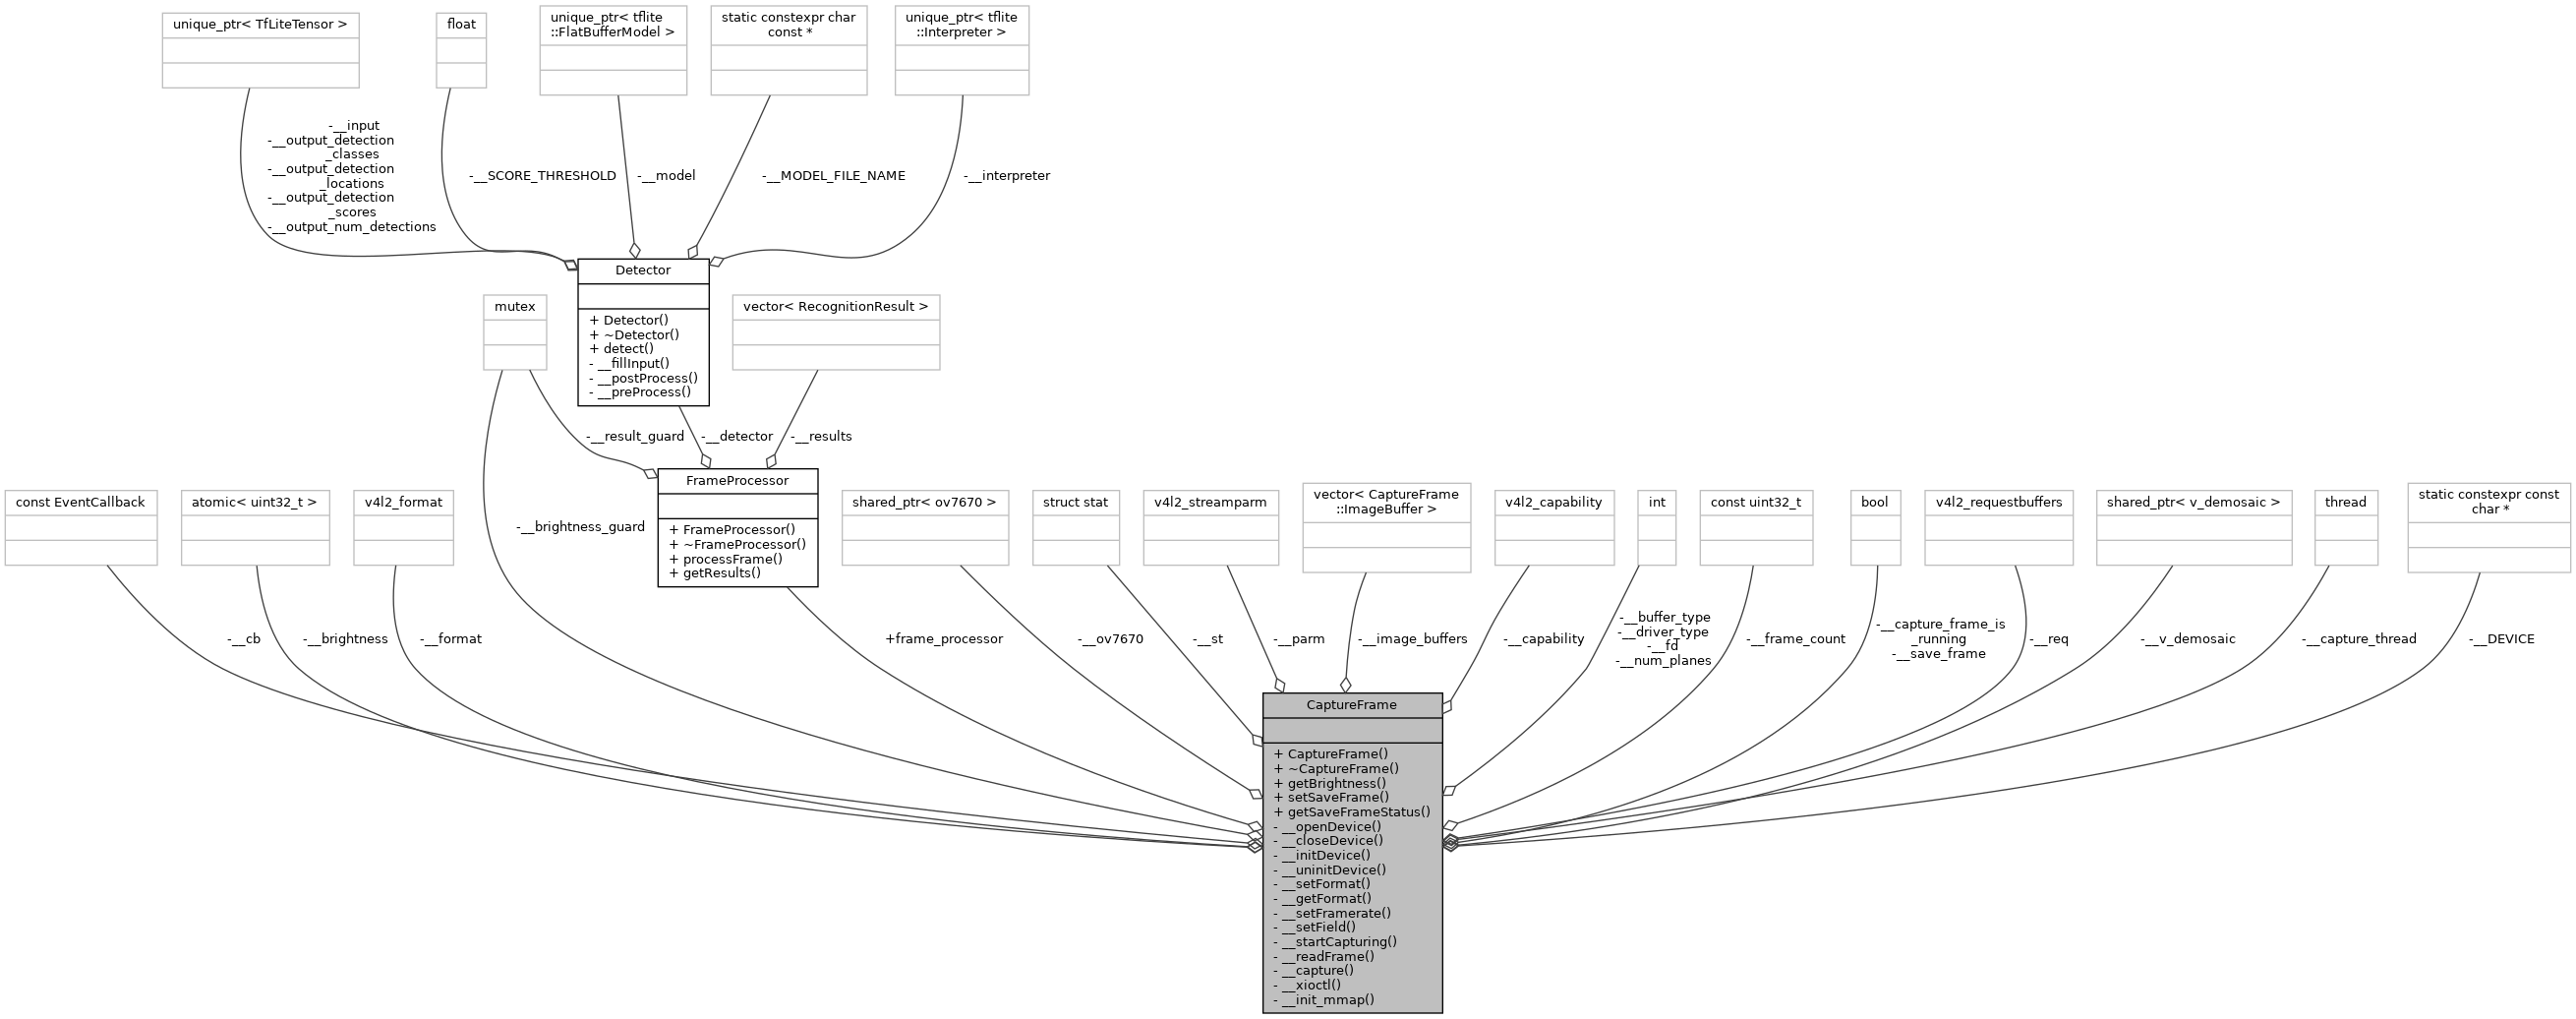 unique_ptr< TfLiteTensor >
float
unique_ptr< tflite
::FlatBufferModel >
static constexpr char
const *
unique_ptr< tflite
::Interpreter >
-__input
-__output_detection
_classes
-__output_detection
_locations
-__output_detection
_scores
-__output_num_detections
-__SCORE_THRESHOLD
-__model
-__MODEL_FILE_NAME
-__interpreter
Detector
+ Detector()
+ ~Detector()
+ detect()
- __fillInput()
- __postProcess()
- __preProcess()
mutex
vector< RecognitionResult >
-__result_guard
-__detector
-__results
FrameProcessor
+ FrameProcessor()
+ ~FrameProcessor()
+ processFrame()
+ getResults()
-__brightness_guard
const EventCallback
atomic< uint32_t >
v4l2_format
shared_ptr< ov7670 >
struct stat
v4l2_streamparm
vector< CaptureFrame
::ImageBuffer >
v4l2_capability
int
const uint32_t
bool
v4l2_requestbuffers
shared_ptr< v_demosaic >
thread
static constexpr const
char *
-__cb
-__brightness
-__format
+frame_processor
-__ov7670
-__st
-__parm
-__image_buffers
-__capability
-__buffer_type
-__driver_type
-__fd
-__num_planes
-__frame_count
-__capture_frame_is
_running
-__save_frame
-__req
-__v_demosaic
-__capture_thread
-__DEVICE
CaptureFrame
+ CaptureFrame()
+ ~CaptureFrame()
+ getBrightness()
+ setSaveFrame()
+ getSaveFrameStatus()
- __openDevice()
- __closeDevice()
- __initDevice()
- __uninitDevice()
- __setFormat()
- __getFormat()
- __setFramerate()
- __setField()
- __startCapturing()
- __readFrame()
- __capture()
- __xioctl()
- __init_mmap()